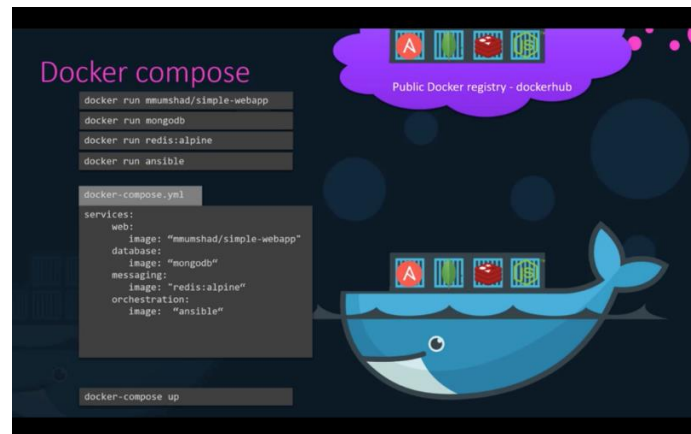 Docker compose
docker run mmumshad/simple-webapp
docker run mongodb
docker run redis:alpine
docker run ansible
docker-compose.yml
services:
web:
image: “mmumshad/simple-webapp"
database:
image: “mongodb“
messaging:
image: "redis:alpine“
orchestration:
image: “ansible“
docker-compose up
Public Docker registry - dockerhub